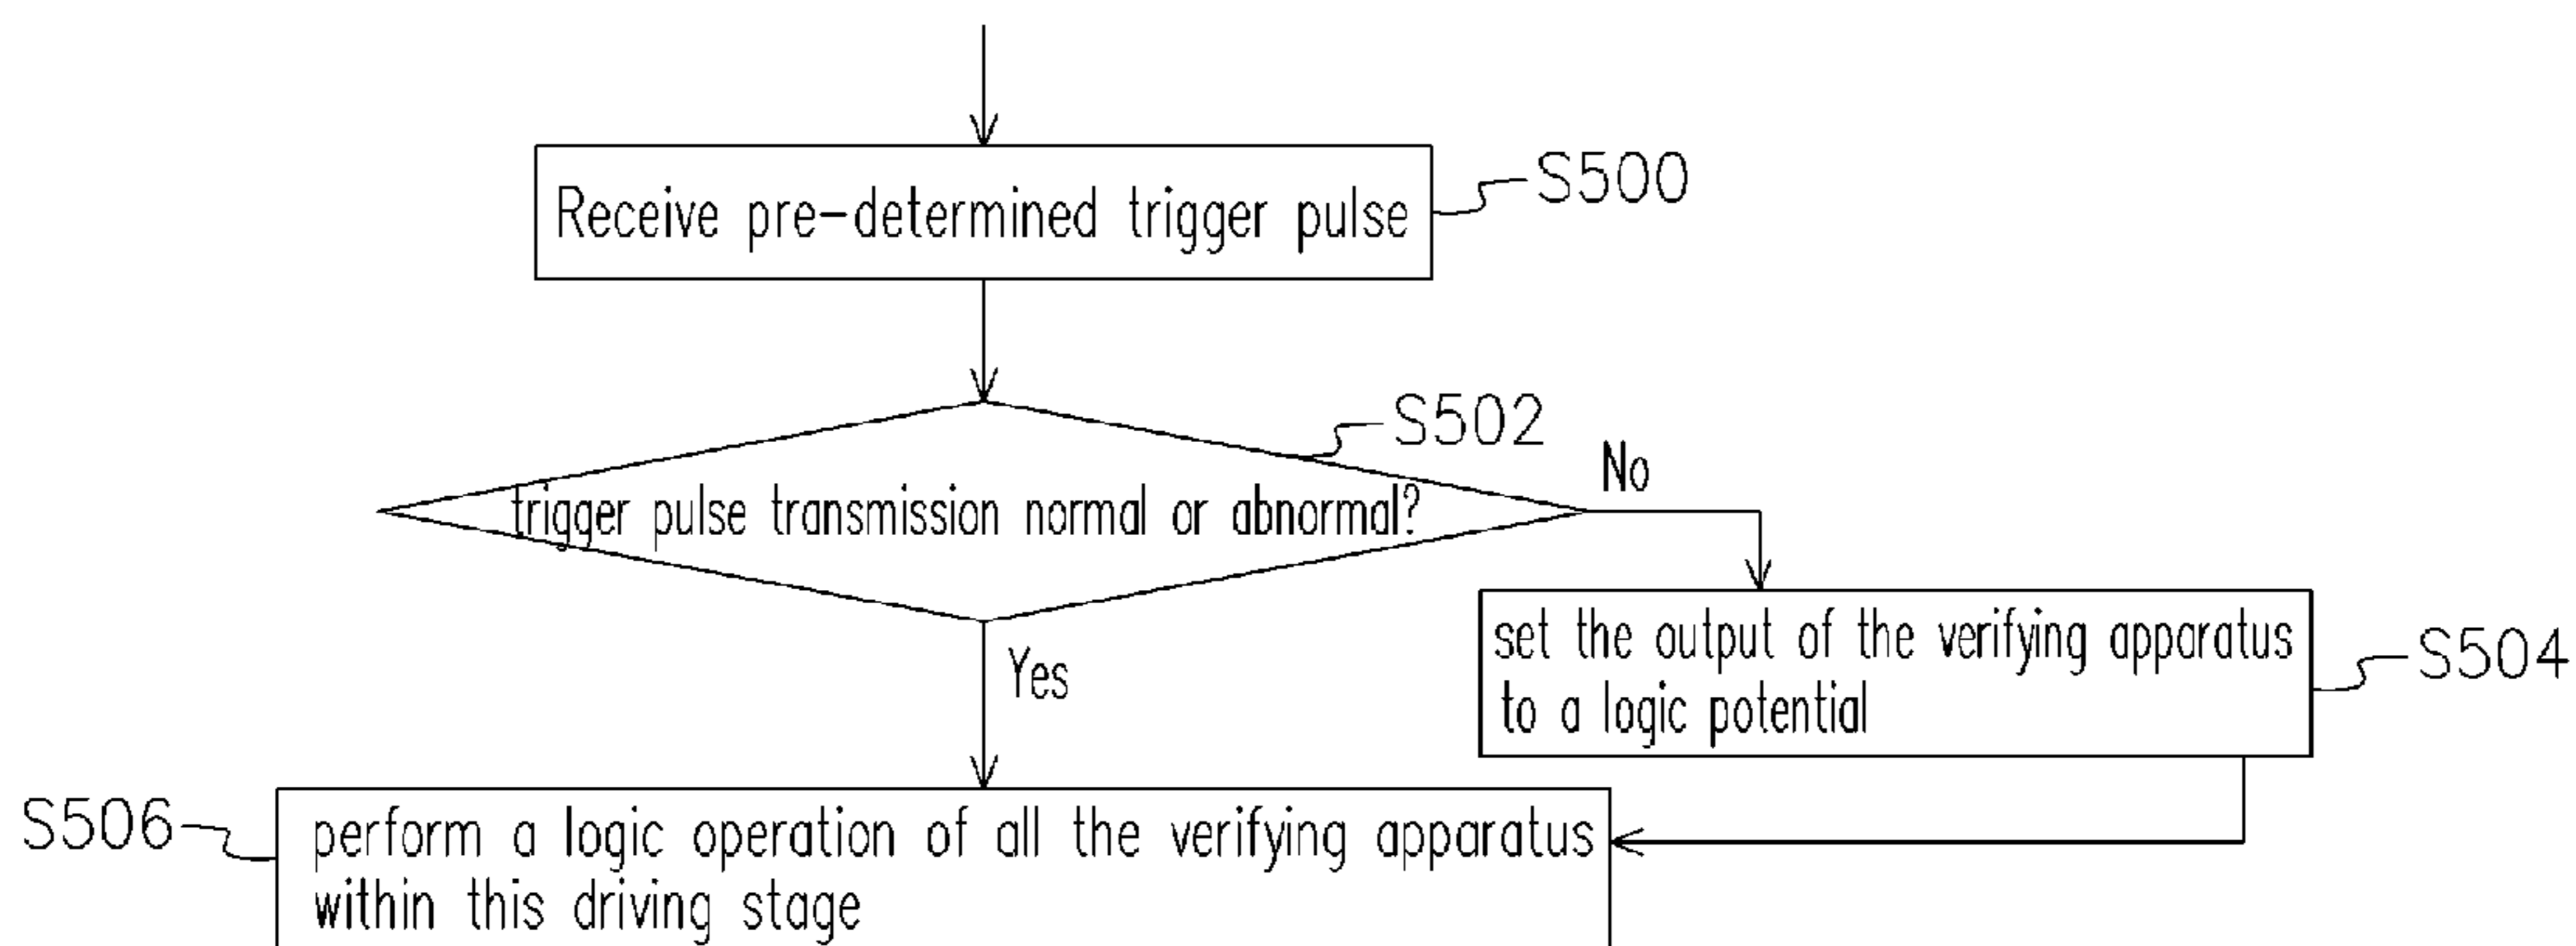 Receive pre-determined trigger pulse
S500
S502
trigger pulse transmission normal or abnormal?
No
Yes
set the output of the verifying apparatus
to a logic potential
S504
S506
perform a logic operation of all the verifying apparatus
within this driving stage